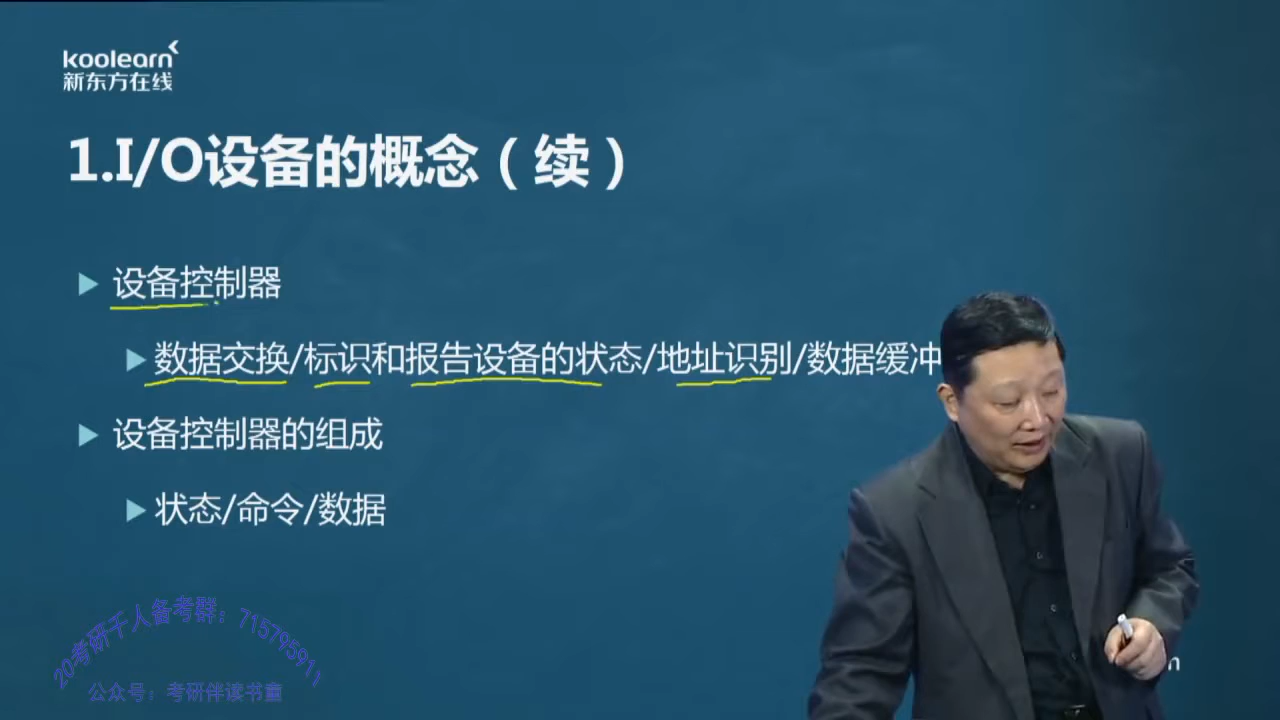 koolearn
新东方在线
1.I/O设备的概念（续）
设备控制器
数据交换/标识和报告设备的状态/地址识别/数据缓冲
设备控制器的组成
状态/命令/数据
20考研千人备考群：715795911
公众号：考研伴读书童